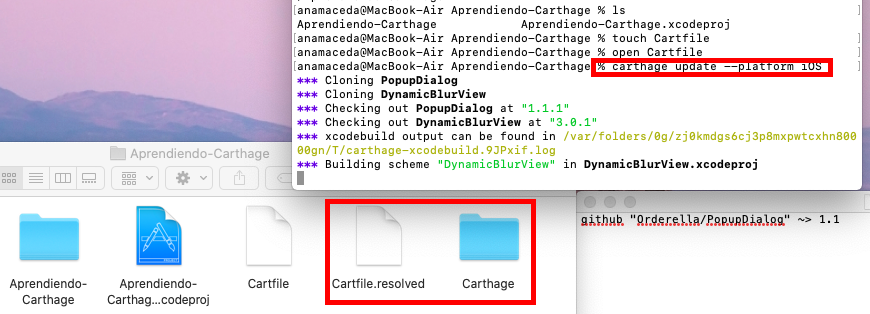 [anamaceda@MacBook-Air Aprendiendo-Carthage % ls ]
Aprendiendo-Carthage Aprendiendo-Carthage.xcodeproj
[anamaceda@MacBook-Air Aprendiendo-Carthage % touch Cartfile ]
[anamaceda@MacBook-Air Aprendiendo-Carthage % open Cartfile ]
[anamaceda@MacBook-Air Aprendiendo-Carthage % carthage update --platform iOS ]
*** Cloning PopupDialog
*** Cloning DynamicBlurView
*** Checking out PopupDialog at "1.1.1"
*** Checking out DynamicBlurView at "3.0.1"
*** xcodebuild output can be found in /var/folders/0g/zj0kmdgs6cj3p8mxpwtcxhn800
00gn/T/carthage-xcodebuild.9JPxif.log
*** Building scheme "DynamicBlurView" in DynamicBlurView.xcodeproj
Aprendiendo-Carthage
github "Orderella/PopupDialog" ~> 1.1
Aprendiendo-
Carthage
Aprendiendo-
Carthag...codeproj
Cartfile
Cartfile.resolved
Carthage